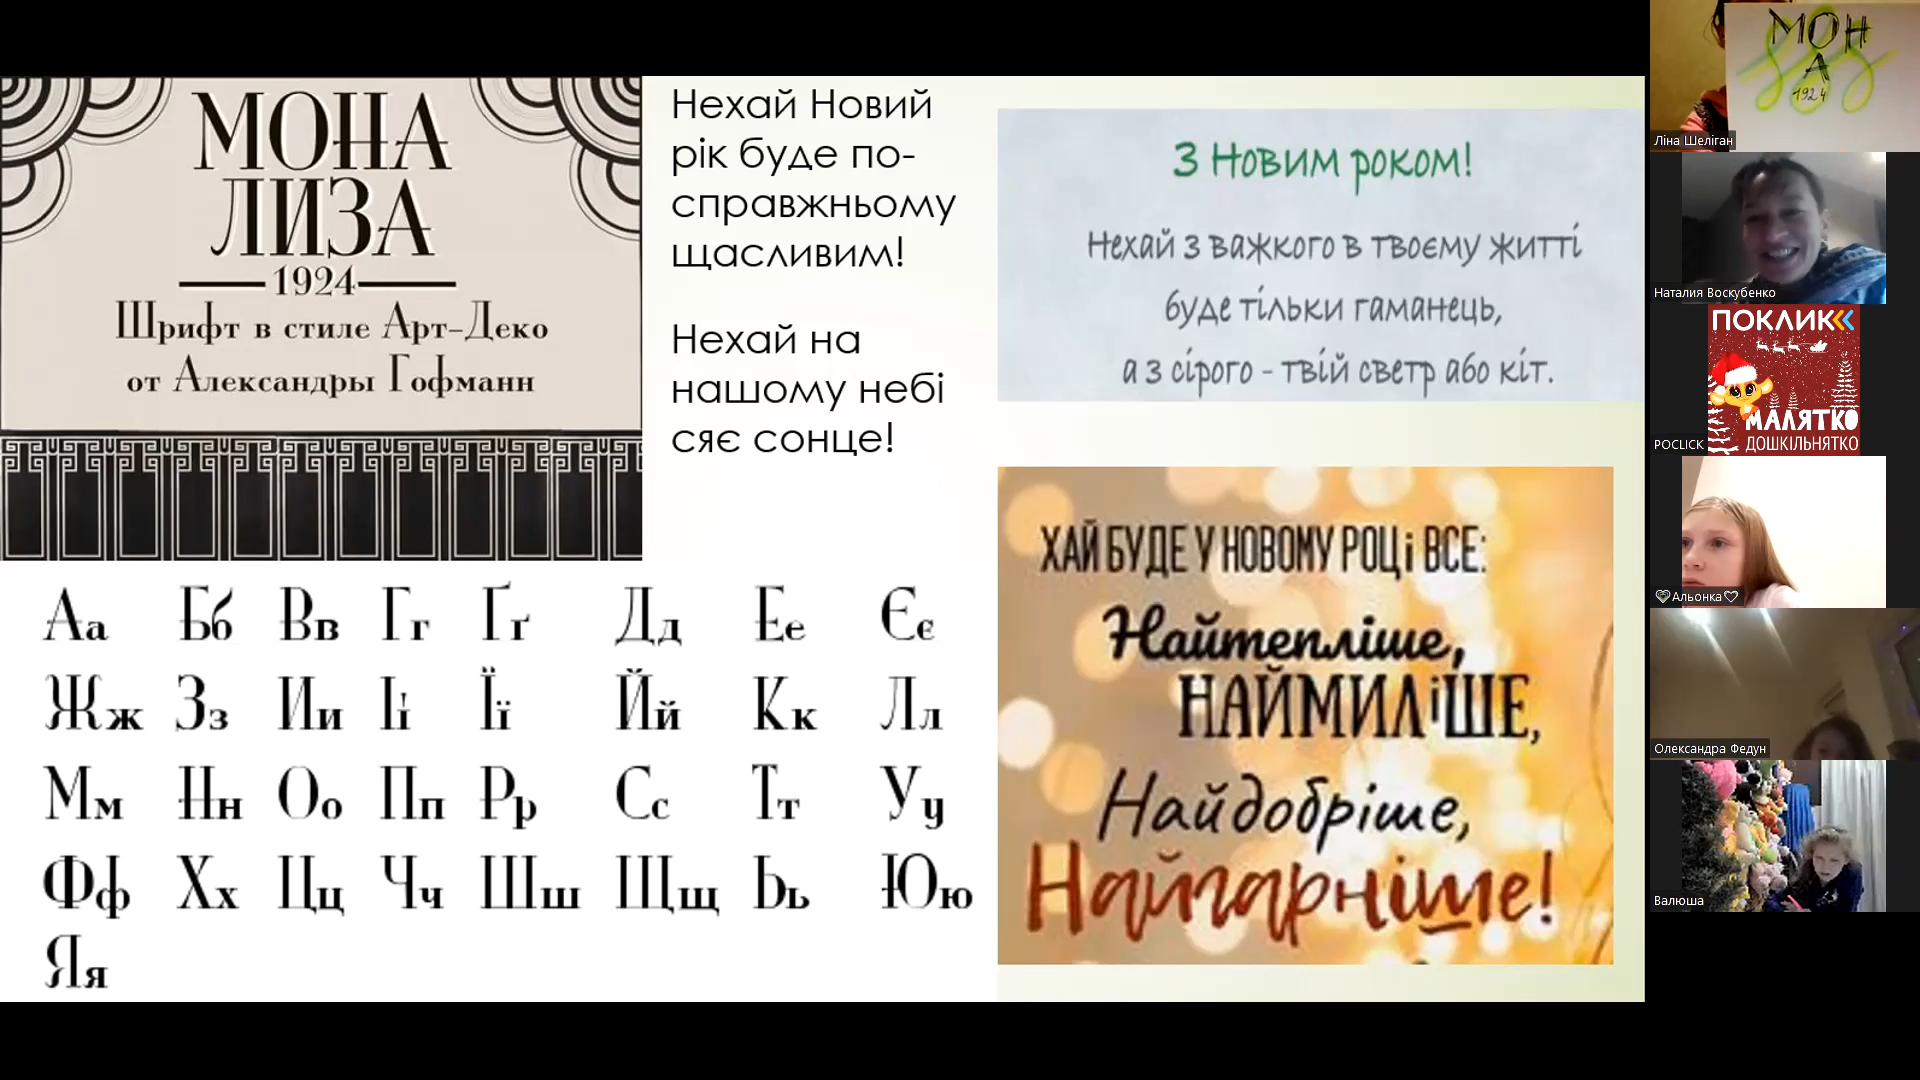 МОНА
ЛИЗА
1924
Шрифт в стиле Арт-Деко
от Александры Гофманн
Нехай Новий
рік буде по-
справжньому
щасливим!
Нехай на
нашому небі
сяє сонце!
З Новим роком!
Нехай з важкого в твоєму житті
буде тільки гаманець,
а з сірого - твій светр або кіт.
ХАЙ БУДЕ У НОВОМУ РОЦі ВСЕ:
Найтепліше,
НАЙМИЛіШЕ,
Найдобріше,
Найгарніше!
Аа Бб Вв Гг Ґґ Дд Ее Єє
Жж Зз Ии Іі Її Йй Кк Лл
Мм Нн Оо Пп Рр Сс Тт Уу
Фф Хх Цц Чч Шш Щщ Ьь Юю
Яя
МОН
А
1924
Ліна Шеліган
Наталия Воскубенко
ПОКЛИК
МАЛЯТКО
ДОШКІЛЬНЯТКО
POCLICK
♡Альонка♡
Олександра Федун
Валюша